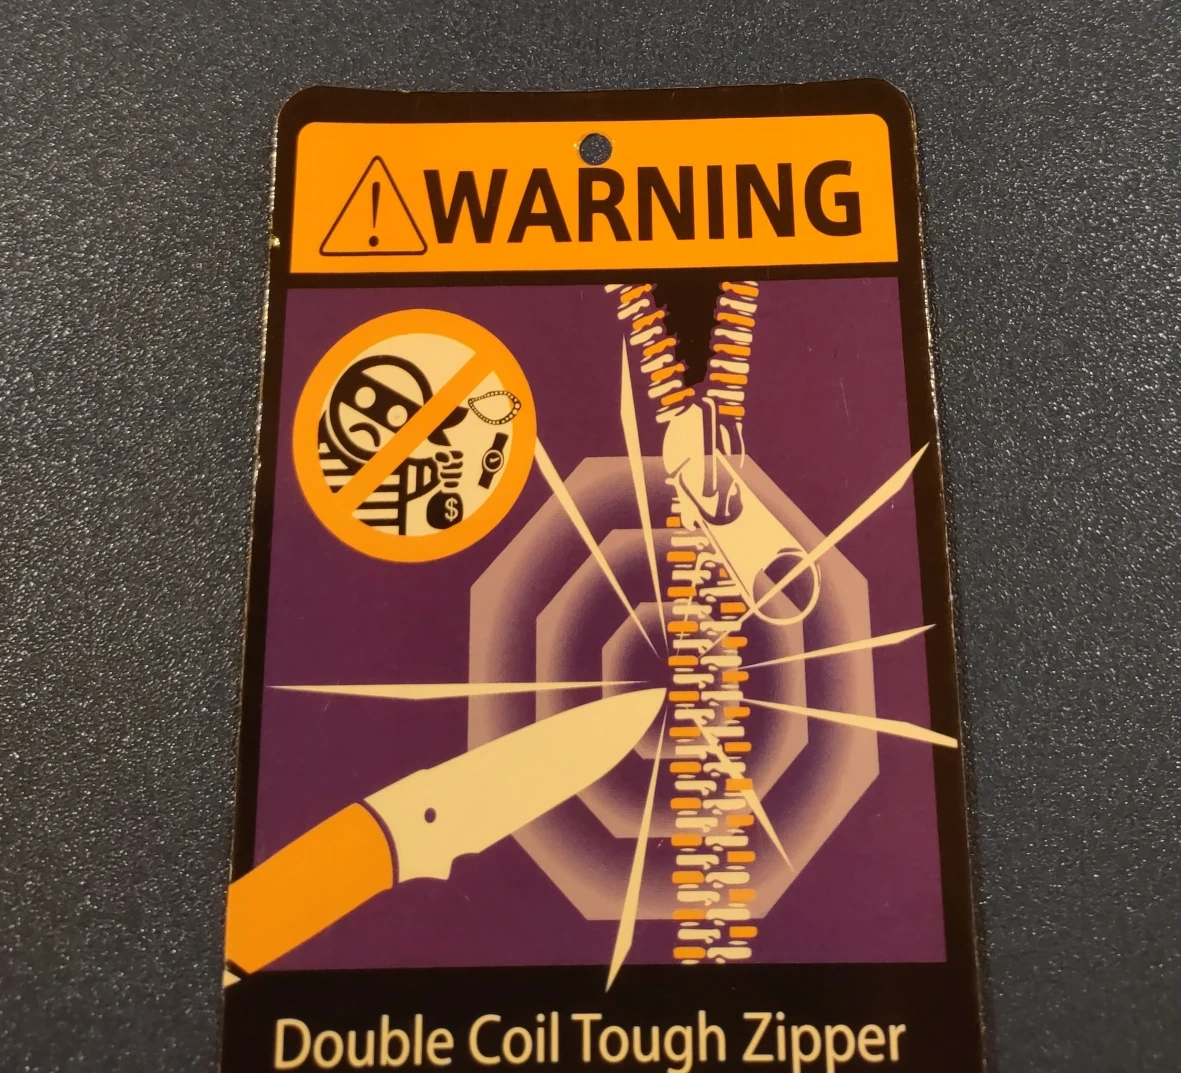 WARNING
$
Double Coil Tough Zipper